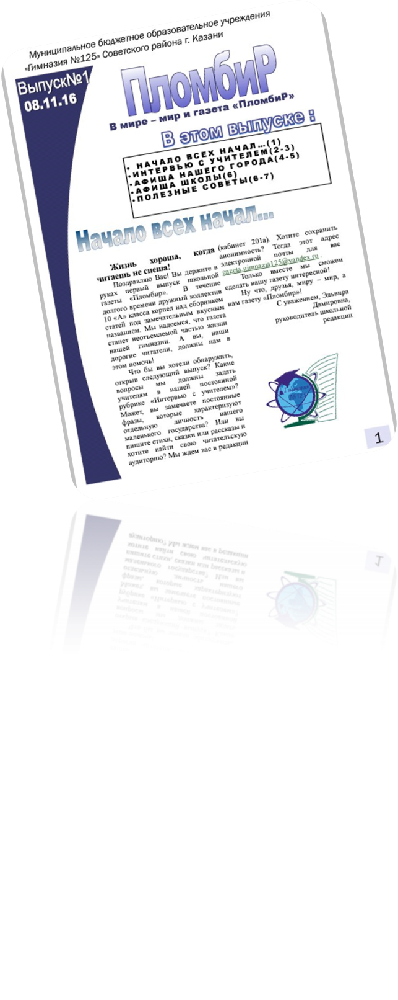 Муниципальное бюджетное образовательное учреждения
«Гимназия №125» Советского района г. Казани
Выпуск№1
08.11.16
ПломбиР
В мире – мир и газета «ПломбиР»
В этом выпуске :
• НАЧАЛО ВСЕХ НАЧАЛ...(1)
•ИНТЕРВЬЮ С УЧИТЕЛЕМ(2-3)
•АФИША НАШЕГО ГОРОДА(4-5)
•АФИША ШКОЛЫ(6)
•ПОЛЕЗНЫЕ СОВЕТЫ(6-7)
Начало всех начал...
Жизнь хороша, когда
читаешь не спеша!
Поздравляю Вас! Вы держите в
руках первый выпуск школьной
газеты «Пломбир». В течение
долгого времени дружный коллектив
10 «А» класса корпел над сборником
статей под замечательным вкусным
названием. Мы надеемся, что газета
станет неотъемлемой частью жизни
нашей гимназии. А вы, наши
дорогие читатели, должны нам в
этом помочь!
Что бы вы хотели обнаружить,
открыв следующий выпуск? Какие
вопросы мы должны задать
учителям в нашей постоянной
рубрике «Интервью с учителем»?
Может, вы замечаете постоянные
фразы, которые характеризуют
отдельную личность нашего
маленького государства? Или вы
пишите стихи, сказки или рассказы и
хотите найти свою читательскую
аудиторию? Мы ждем вас в редакции
(кабинет 201а). Хотите сохранить
анонимность? Тогда этот адрес
электронной почты для вас
gazeta.gimnazia125@yandex.ru .
Только вместе мы сможем
сделать нашу газету интересной!
Ну что, друзья, миру – мир, а
нам газету «Пломбир»!
С уважением, Эльвира
Дамировна,
руководитель школьной
редакции
1